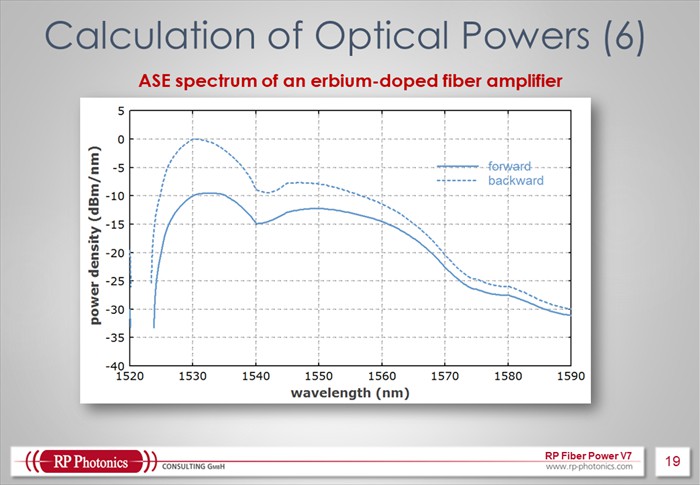 Calculation of Optical Powers (6)
ASE spectrum of an erbium-doped fiber amplifier
5
0
-5
-10
-15
-20
-25
-30
-35
-40
power density (dBm/nm)
forward
backward
1520 1530 1540 1550 1560 1570 1580 1590
wavelength (nm)
RP Photonics
CONSULTING GMBH
RP Fiber Power V7
www.rp-photonics.com
19